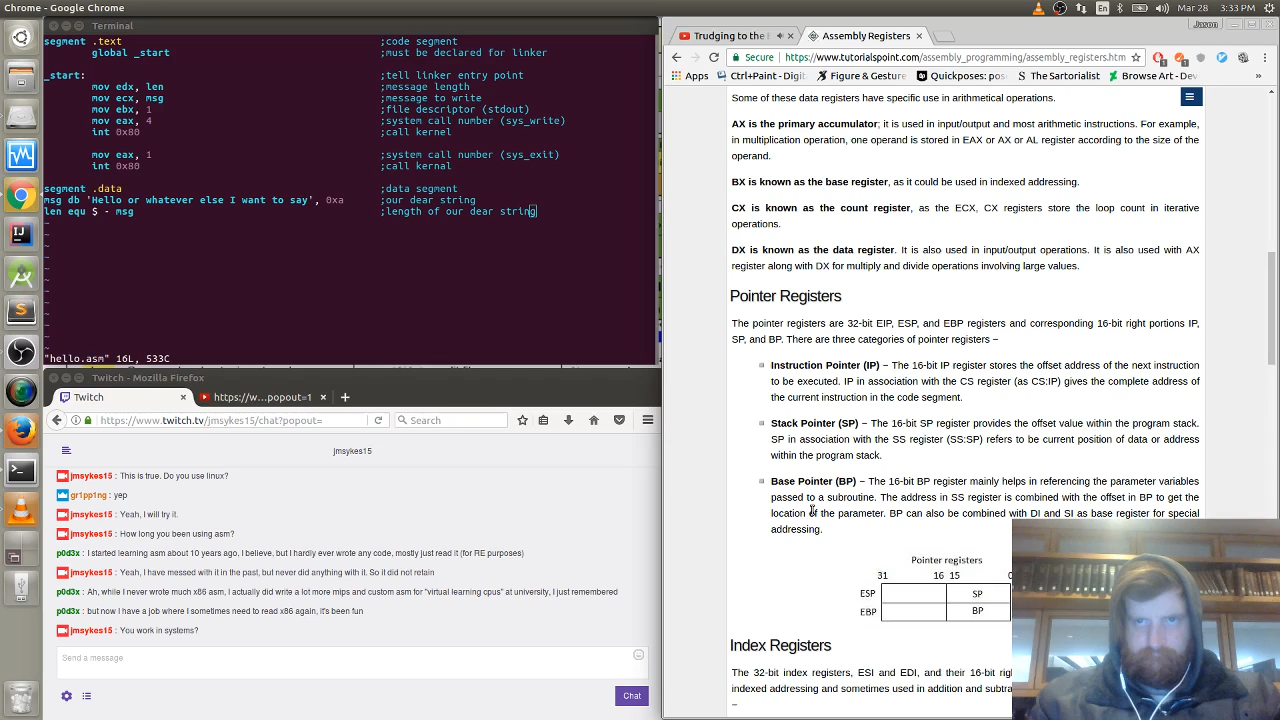 Chrome
Mar 28
3:33 PM
Terminal
segment .text ;code segment
global _start ;must be declared for linker
_start: ;tell linker entry point
mov edx, len ;message length
mov ecx, msg ;message to write
mov ebx, 1 ;file descriptor (stdout)
mov eax, 4 ;system call number (sys_write)
int 0x80 ;call kernel
mov eax, 1 ;system call number (sys_exit)
int 0x80 ;call kernal
segment .data ;data segment
msg db 'Hello or whatever else I want to say', 0xa ;our dear string
len equ $ - msg ;length of our dear string
~
~
~
~
~
~
~
~
~
~
~
"hello.asm" 16L, 533C
Twitch - Mozilla Firefox
Twitch
https://w…popout=1
https://www.twitch.tv/jmsykes15/chat?popout=
Search
jmsykes15
jmsykes15 : This is true. Do you use linux?
gr1pp1ng : yep
jmsykes15 : Yeah, I will try it.
jmsykes15 : How long you been using asm?
p0d3x : I started learning asm about 10 years ago, I believe, but I hardly ever wrote any code, mostly just read it (for RE purposes)
jmsykes15 : Yeah, I have messed with it in the past, but never did anything with it. So it did not retain
p0d3x : Ah, while I never wrote much x86 asm, I actually did write a lot more mips and custom asm for "virtual learning cpus" at university, I just remembered
p0d3x : but now I have a job where I sometimes need to read x86 again, it's been fun
jmsykes15 : You work in systems?
Send a message
Chat
Jason
Trudging to the
Assembly Registers
Secure
https://www.tutorialspoint.com/assembly_programming/assembly_registers.htm
Apps
Ctrl+Paint - Digit
Figure & Gesture
Quickposes: pos
The Sartorialist
Browse Art - Dev
Some of these data registers have specific use in arithmetical operations.
AX is the primary accumulator; it is used in input/output and most arithmetic instructions. For example,
in multiplication operation, one operand is stored in EAX or AX or AL register according to the size of the
operand.
BX is known as the base register, as it could be used in indexed addressing.
CX is known as the count register, as the ECX, CX registers store the loop count in iterative
operations.
DX is known as the data register. It is also used in input/output operations. It is also used with AX
register along with DX for multiply and divide operations involving large values.
Pointer Registers
The pointer registers are 32-bit EIP, ESP, and EBP registers and corresponding 16-bit right portions IP,
SP, and BP. There are three categories of pointer registers −
Instruction Pointer (IP) − The 16-bit IP register stores the offset address of the next instruction
to be executed. IP in association with the CS register (as CS:IP) gives the complete address of
the current instruction in the code segment.
Stack Pointer (SP) − The 16-bit SP register provides the offset value within the program stack.
SP in association with the SS register (SS:SP) refers to be current position of data or address
within the program stack.
Base Pointer (BP) − The 16-bit BP register mainly helps in referencing the parameter variables
passed to a subroutine. The address in SS register is combined with the offset in BP to get the
location of the parameter. BP can also be combined with DI and SI as base register for special
addressing.
Pointer registers
31 16 15 0
ESP SP
EBP BP
Index Registers
The 32-bit index registers, ESI and EDI, and their 16-bit
indexed addressing and sometimes used in addition and
−